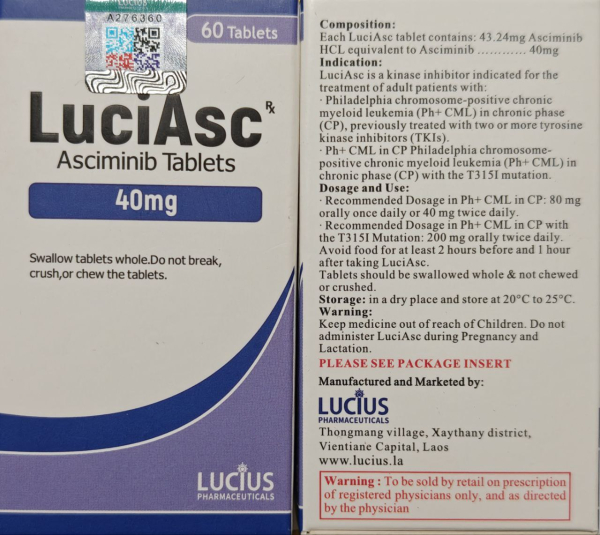 A276360
60 Tablets
LuciAsc Rx
Asciminib Tablets
40mg
Swallow tablets whole.Do not break,
crush,or chew the tablets.
LUCIUS
PHARMACEUTICALS
Composition:
Each LuciAsc tablet contains: 43.24mg Asciminib
HCL equivalent to Asciminib ............ 40mg
Indication:
LuciAsc is a kinase inhibitor indicated for the
treatment of adult patients with:
· Philadelphia chromosome-positive chronic
myeloid leukemia (Ph+ CML) in chronic phase
(CP), previously treated with two or more tyrosine
kinase inhibitors (TKIs).
· Ph+ CML in CP Philadelphia chromosome-
positive chronic myeloid leukemia (Ph+ CML) in
chronic phase (CP) with the T315I mutation.
Dosage and Use:
· Recommended Dosage in Ph+ CML in CP: 80 mg
orally once daily or 40 mg twice daily.
· Recommended Dosage in Ph+ CML in CP with
the T315I Mutation: 200 mg orally twice daily.
Avoid food for at least 2 hours before and 1 hour
after taking LuciAsc.
Tablets should be swallowed whole & not chewed
or crushed.
Storage: in a dry place and store at 20°C to 25°C.
Warning:
Keep medicine out of reach of Children. Do not
administer LuciAsc during Pregnancy and
Lactation.
PLEASE SEE PACKAGE INSERT
Manufactured and Marketed by:
LUCIUS
PHARMACEUTICALS
Thongmang village, Xaythany district,
Vientiane Capital, Laos
www.lucius.la
Warning : To be sold by retail on prescription
of registered physicians only, and as directed
by the physician